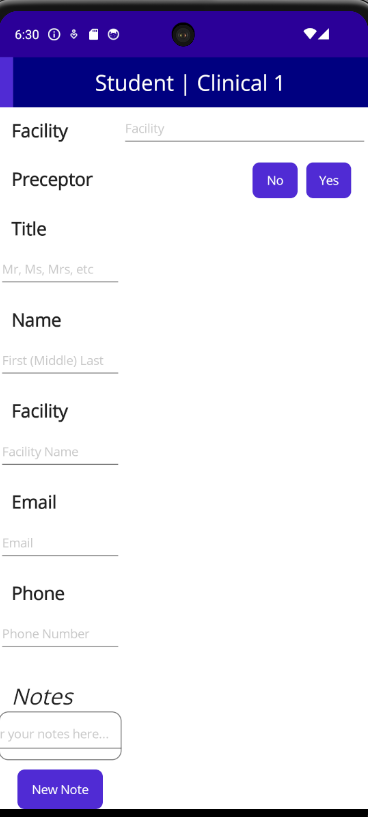 6:30
Student | Clinical 1
Facility Facility
Preceptor No Yes
Title
Mr, Ms, Mrs, etc
Name
First (Middle) Last
Facility
Facility Name
Email
Email
Phone
Phone Number
Notes
r your notes here...
New Note